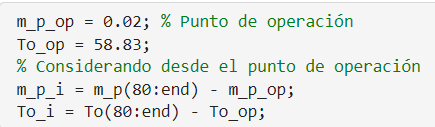 m_p_op = 0.02; % Punto de operación
To_op = 58.83;
% Considerando desde el punto de operación
m_p_i = m_p(80:end) - m_p_op;
To_i = To(80:end) - To_op;